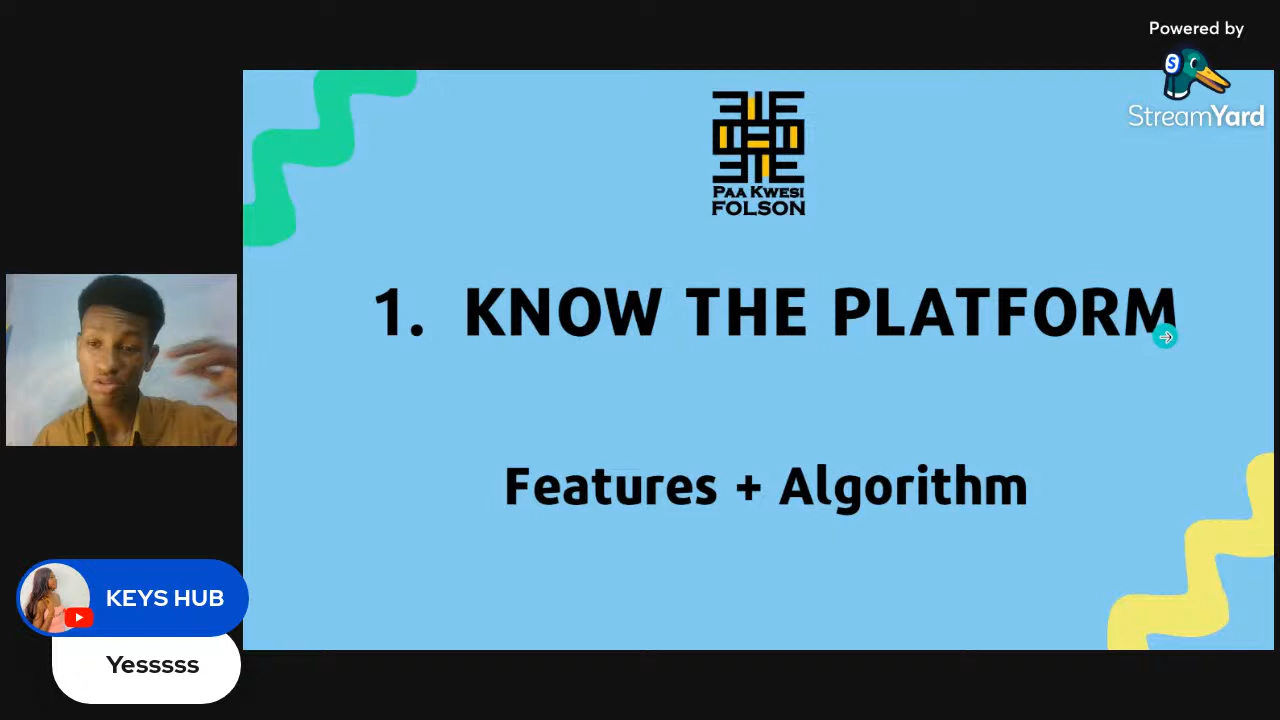 Powered by
S
StreamYard
PAA KWESI
FOLSON
1. KNOW THE PLATFORM
Features + Algorithm
KEYS HUB
Yesssss